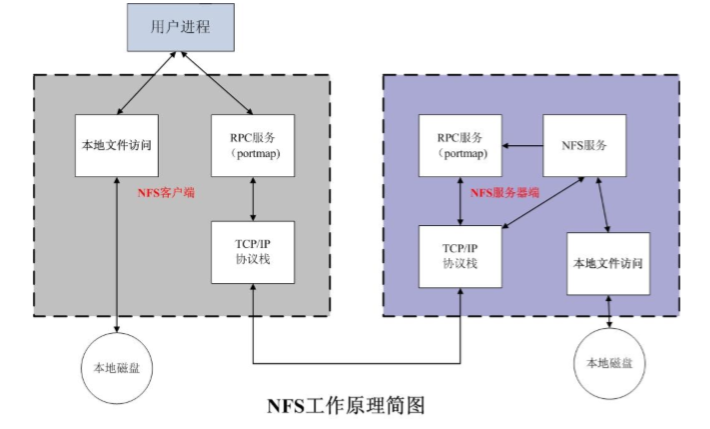 用户进程
本地文件访问
RPC服务
（portmap)
NFS客户端
TCP/IP
协议栈
本地磁盘
RPC服务
（portmap)
NFS服务
NFS服务器端
TCP/IP
协议栈
本地文件访问
本地磁盘
NFS工作原理简图